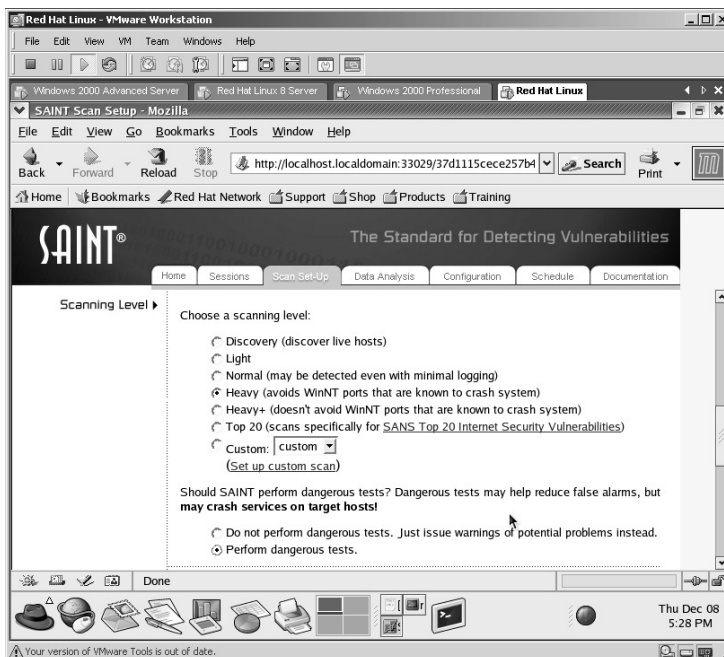 Red Hat Linux - VMware Workstation
File Edit View VM Team Windows Help
Windows 2000 Advanced Server Red Hat Linux 8 Server Windows 2000 Professional Red Hat Linux
SAINT Scan Setup - Mozilla
File Edit View Go Bookmarks Tools Window Help
Back Forward Reload Stop http://localhost.localdomain:33029/37d1115cece257b4 Search Print
Home Bookmarks Red Hat Network Support Shop Products Training
SAINT® The Standard for Detecting Vulnerabilities
Home Sessions Scan Set-Up Data Analysis Configuration Schedule Documentation
Scanning Level
Choose a scanning level:
Discovery (discover live hosts)
Light
Normal (may be detected even with minimal logging)
Heavy (avoids WinNT ports that are known to crash system)
Heavy+ (doesn't avoid WinNT ports that are known to crash system)
Top 20 (scans specifically for SANS Top 20 Internet Security Vulnerabilities)
Custom: custom
(Set up custom scan)
Should SAINT perform dangerous tests? Dangerous tests may help reduce false alarms, but
may crash services on target hosts!
Do not perform dangerous tests. Just issue warnings of potential problems instead.
Perform dangerous tests.
Done
Thu Dec 08
5:28 PM
Your version of VMware Tools is out of date.